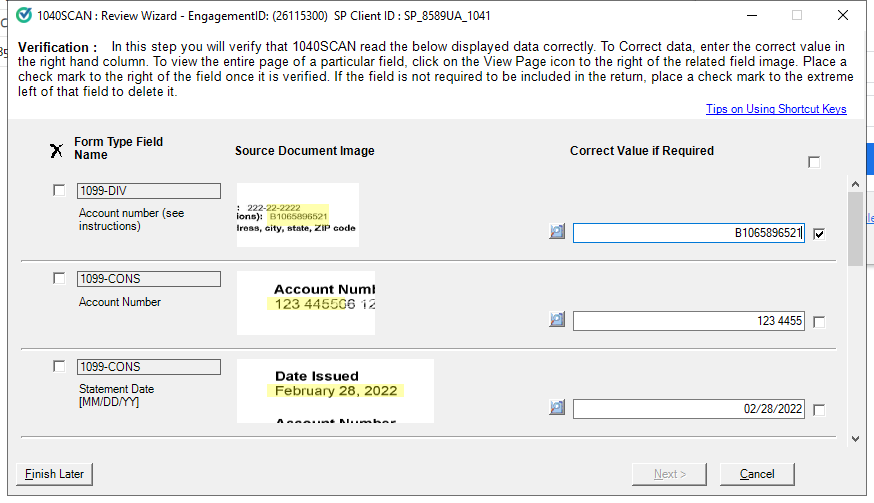 1040SCAN : Review Wizard - EngagementID: (26115300) SP Client ID : SP_8589UA_1041
Verification : In this step you will verify that 1040SCAN read the below displayed data correctly. To Correct data, enter the correct value in
the right hand column. To view the entire page of a particular field, click on the View Page icon to the right of the related field image. Place a
check mark to the right of the field once it is verified. If the field is not required to be included in the return, place a check mark to the extreme
left of that field to delete it.
Tips on Using Shortcut Keys
Form Type Field
Name
Source Document Image
Correct Value if Required
1099-DIV
Account number (see
instructions)
: 222-22-2222
ions): B1065896521
lress, city, state, ZIP code
B1065896521
1099-CONS
Account Number
Account Numb
123 445566 12
123 4455
1099-CONS
Statement Date
[MM/DD/YY]
Date Issued
February 28, 2022
Account Number
02/28/2022
Finish Later
Next >
Cancel